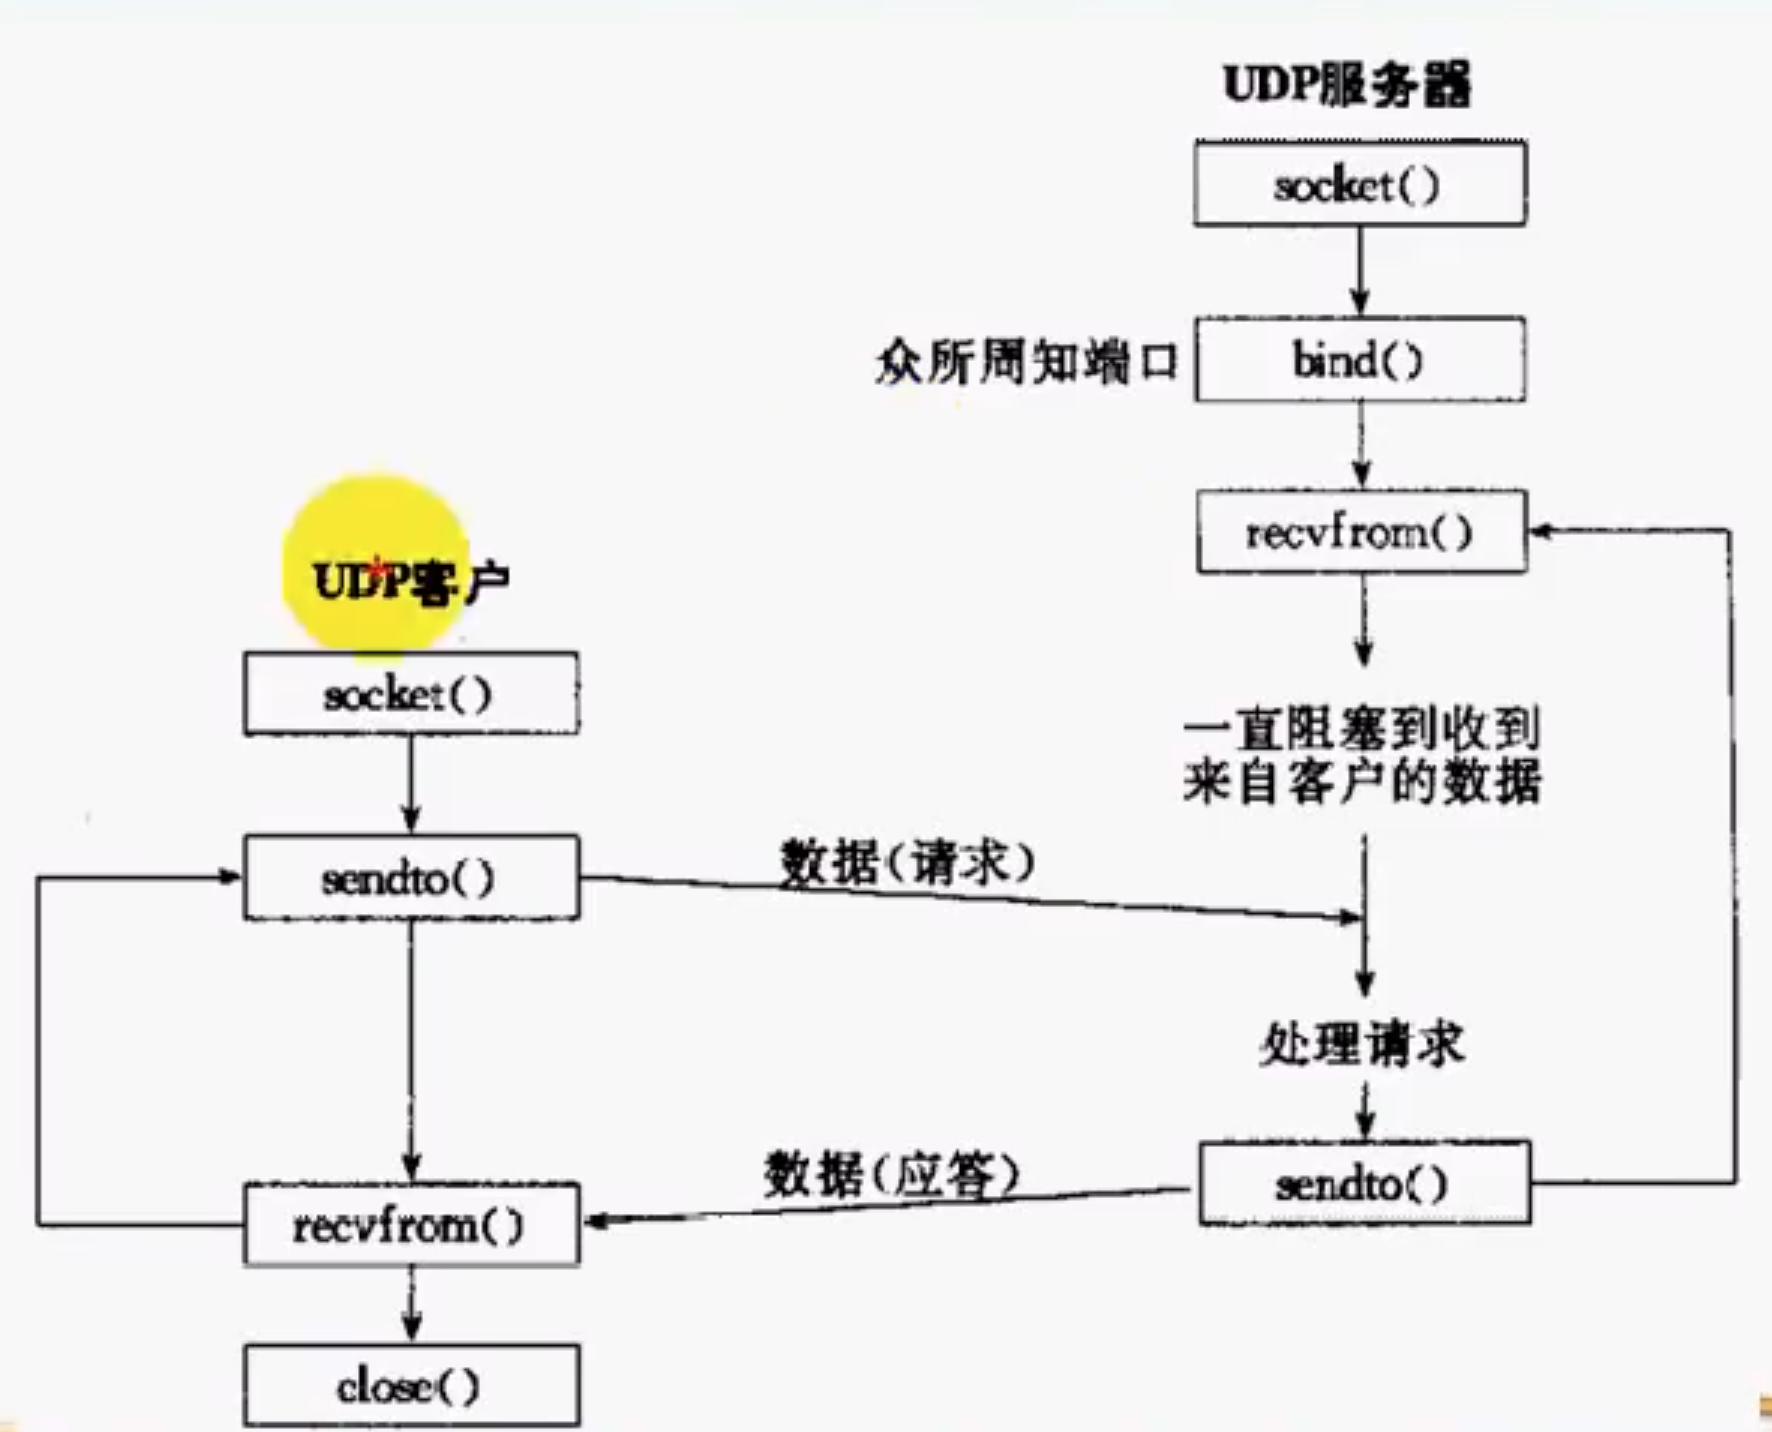 UDP服务器
socket()
众所周知端口
bind()
recvfrom()
UDP客户
socket()
一直阻塞到收到
来自客户的数据
sendto()
数据(请求)
处理请求
数据(应答)
sendto()
recvfrom()
close()